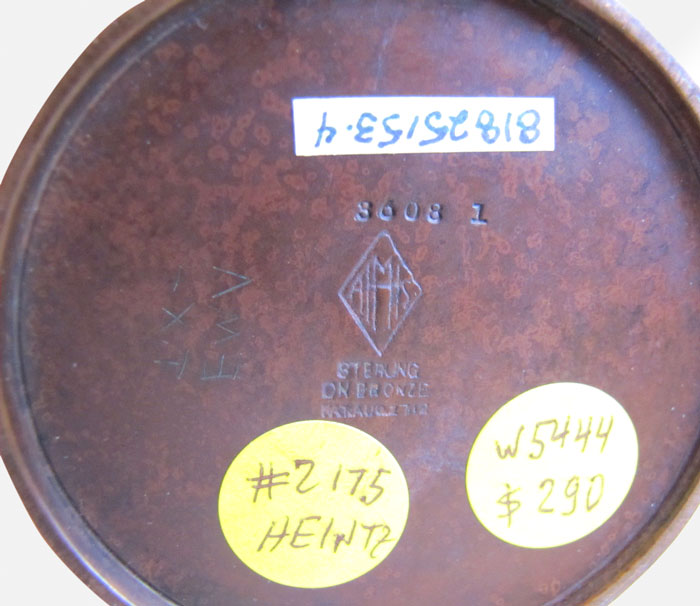 81825153.4
3608 1
STERLING
ON BRONZE
PAT. AUG. 27.12
#2175
HEINTZ
W5444
$290